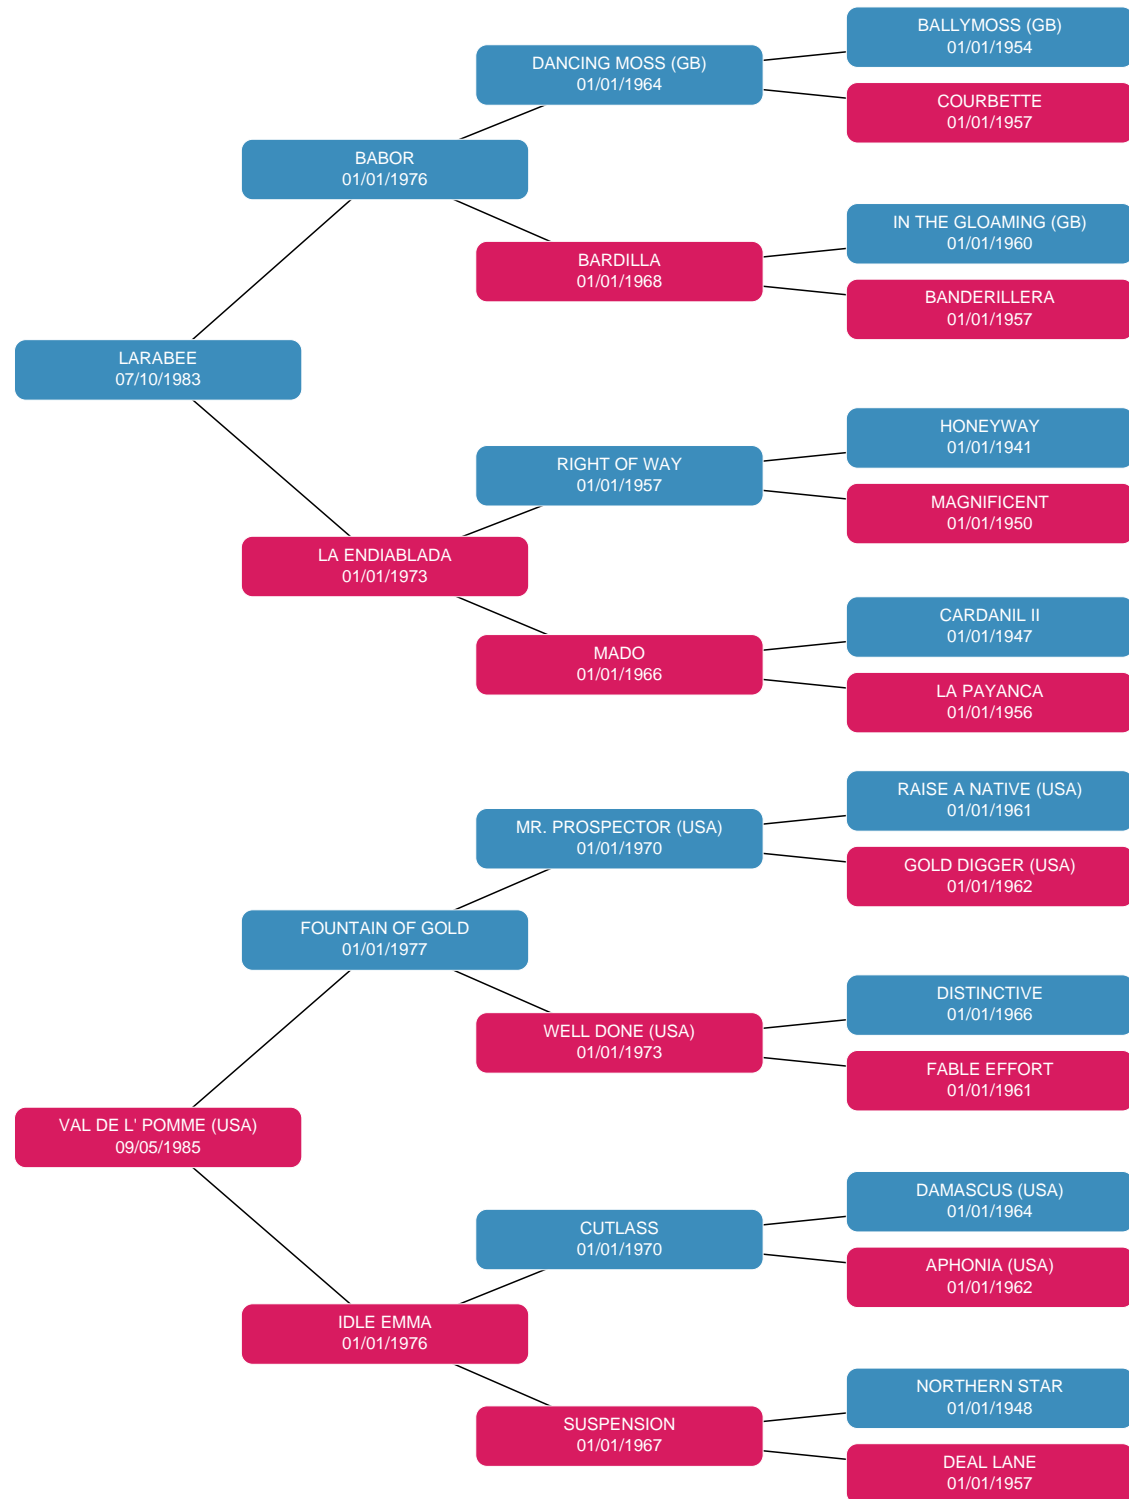 BALLYMOSS (GB)
01/01/1954
DANCING MOSS (GB)
01/01/1964
COURBETTE
01/01/1957
BABOR
01/01/1976
IN THE GLOAMING (GB)
01/01/1960
BARDILLA
01/01/1968
BANDERILLERA
01/01/1957
LARABEE
07/10/1983
HONEYWAY
01/01/1941
RIGHT OF WAY
01/01/1957
MAGNIFICENT
01/01/1950
LA ENDIABLADA
01/01/1973
CARDANIL II
01/01/1947
MADO
01/01/1966
LA PAYANCA
01/01/1956
RAISE A NATIVE (USA)
01/01/1961
MR. PROSPECTOR (USA)
01/01/1970
GOLD DIGGER (USA)
01/01/1962
FOUNTAIN OF GOLD
01/01/1977
DISTINCTIVE
01/01/1966
WELL DONE (USA)
01/01/1973
FABLE EFFORT
01/01/1961
VAL DE L' POMME (USA)
09/05/1985
DAMASCUS (USA)
01/01/1964
CUTLASS
01/01/1970
APHONIA (USA)
01/01/1962
IDLE EMMA
01/01/1976
NORTHERN STAR
01/01/1948
SUSPENSION
01/01/1967
DEAL LANE
01/01/1957